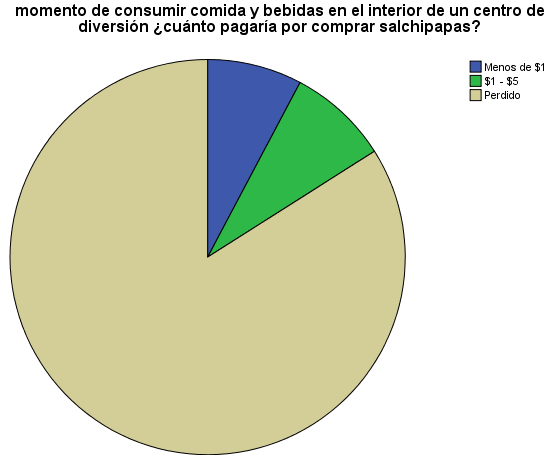 momento de consumir comida y bebidas en el interior de un centro de
diversión ¿cuánto pagaría por comprar salchipapas?
Menos de $1
$1 - $5
Perdido